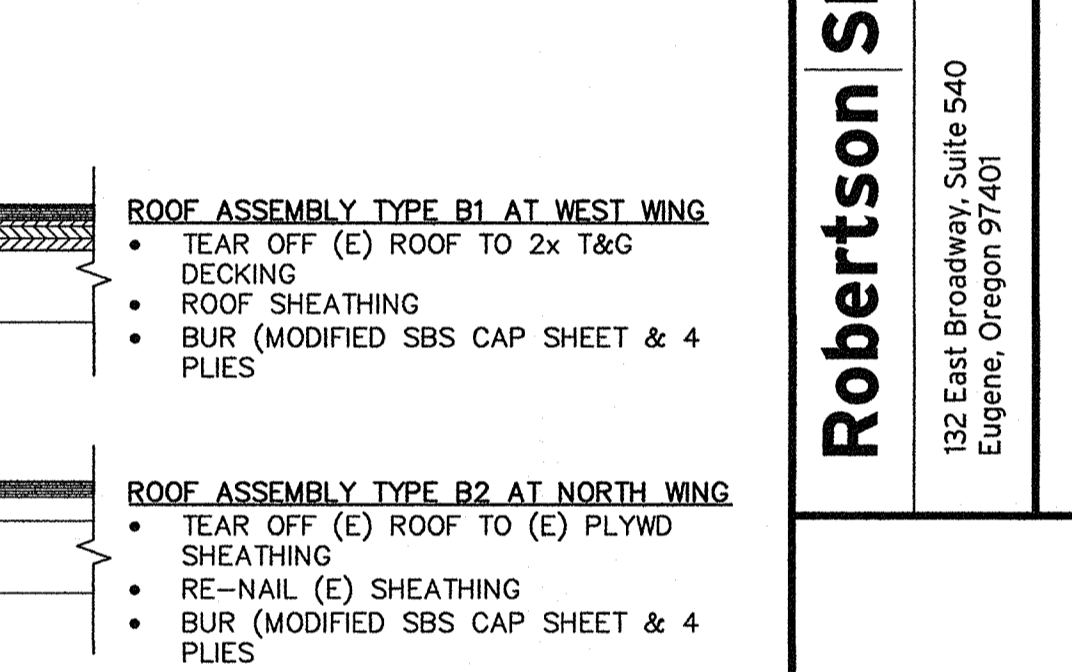 ROOF ASSEMBLY TYPE B1 AT WEST WING
• TEAR OFF (E) ROOF TO 2x T&G
DECKING
• ROOF SHEATHING
• BUR (MODIFIED SBS CAP SHEET & 4
PLIES
ROOF ASSEMBLY TYPE B2 AT NORTH WING
• TEAR OFF (E) ROOF TO (E) PLYWD
SHEATHING
• RE-NAIL (E) SHEATHING
• BUR (MODIFIED SBS CAP SHEET & 4
PLIES
Robertson
132 East Broadway, Suite 540
Eugene, Oregon 97401